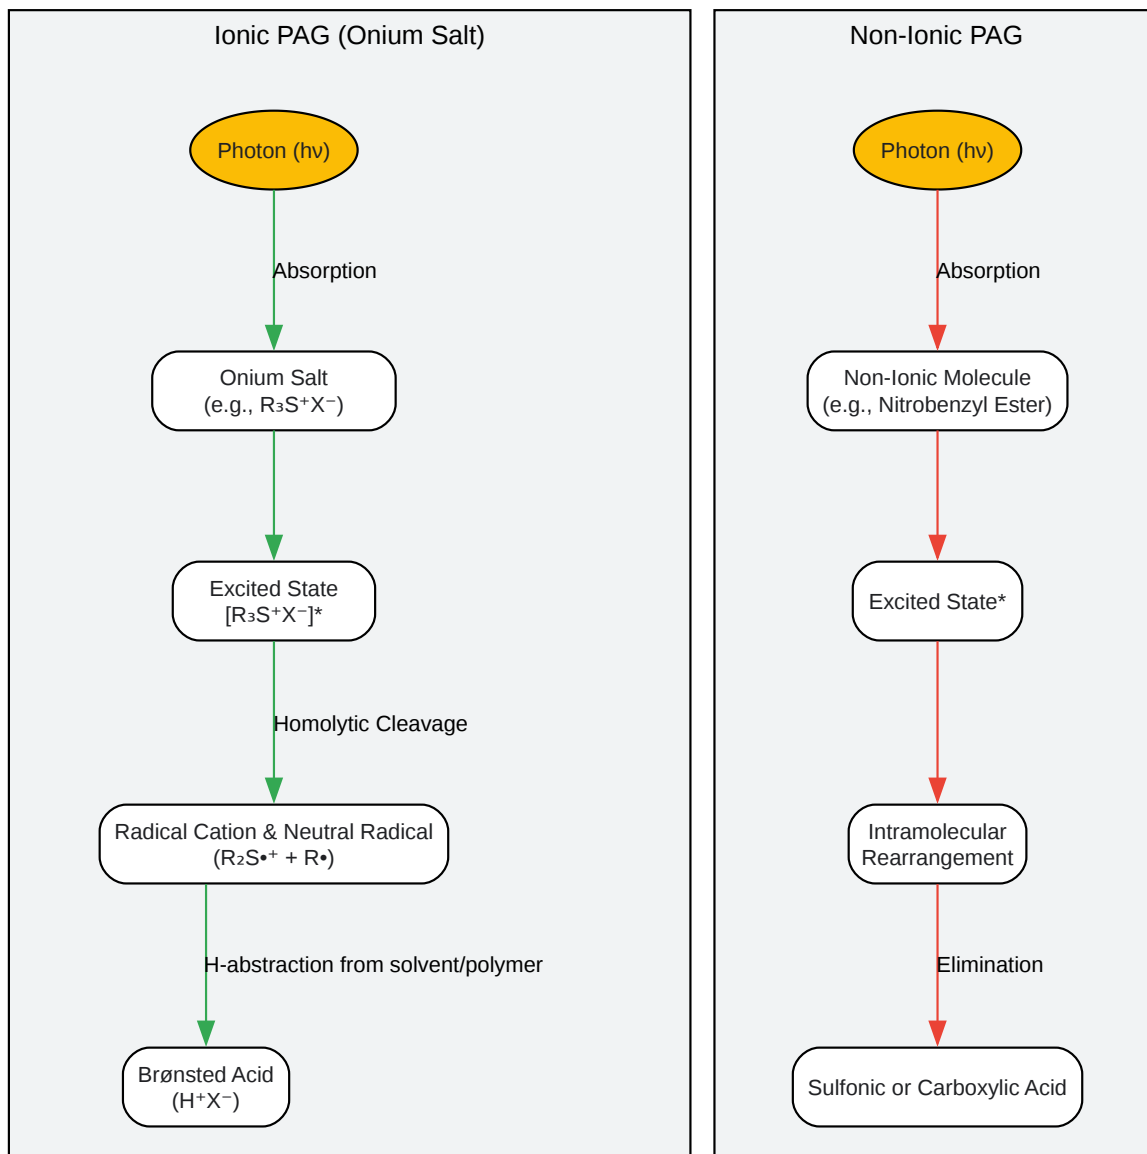 Ionic PAG (Onium Salt)
Photon (hν)
Absorption
Onium Salt
(e.g., R₃S⁺X⁻)
Excited State
[R₃S⁺X⁻]*
Homolytic Cleavage
Radical Cation & Neutral Radical
(R₂S•⁺ + R•)
H-abstraction from solvent/polymer
Brønsted Acid
(H⁺X⁻)
Non-Ionic PAG
Photon (hν)
Absorption
Non-Ionic Molecule
(e.g., Nitrobenzyl Ester)
Excited State*
Intramolecular
Rearrangement
Elimination
Sulfonic or Carboxylic Acid